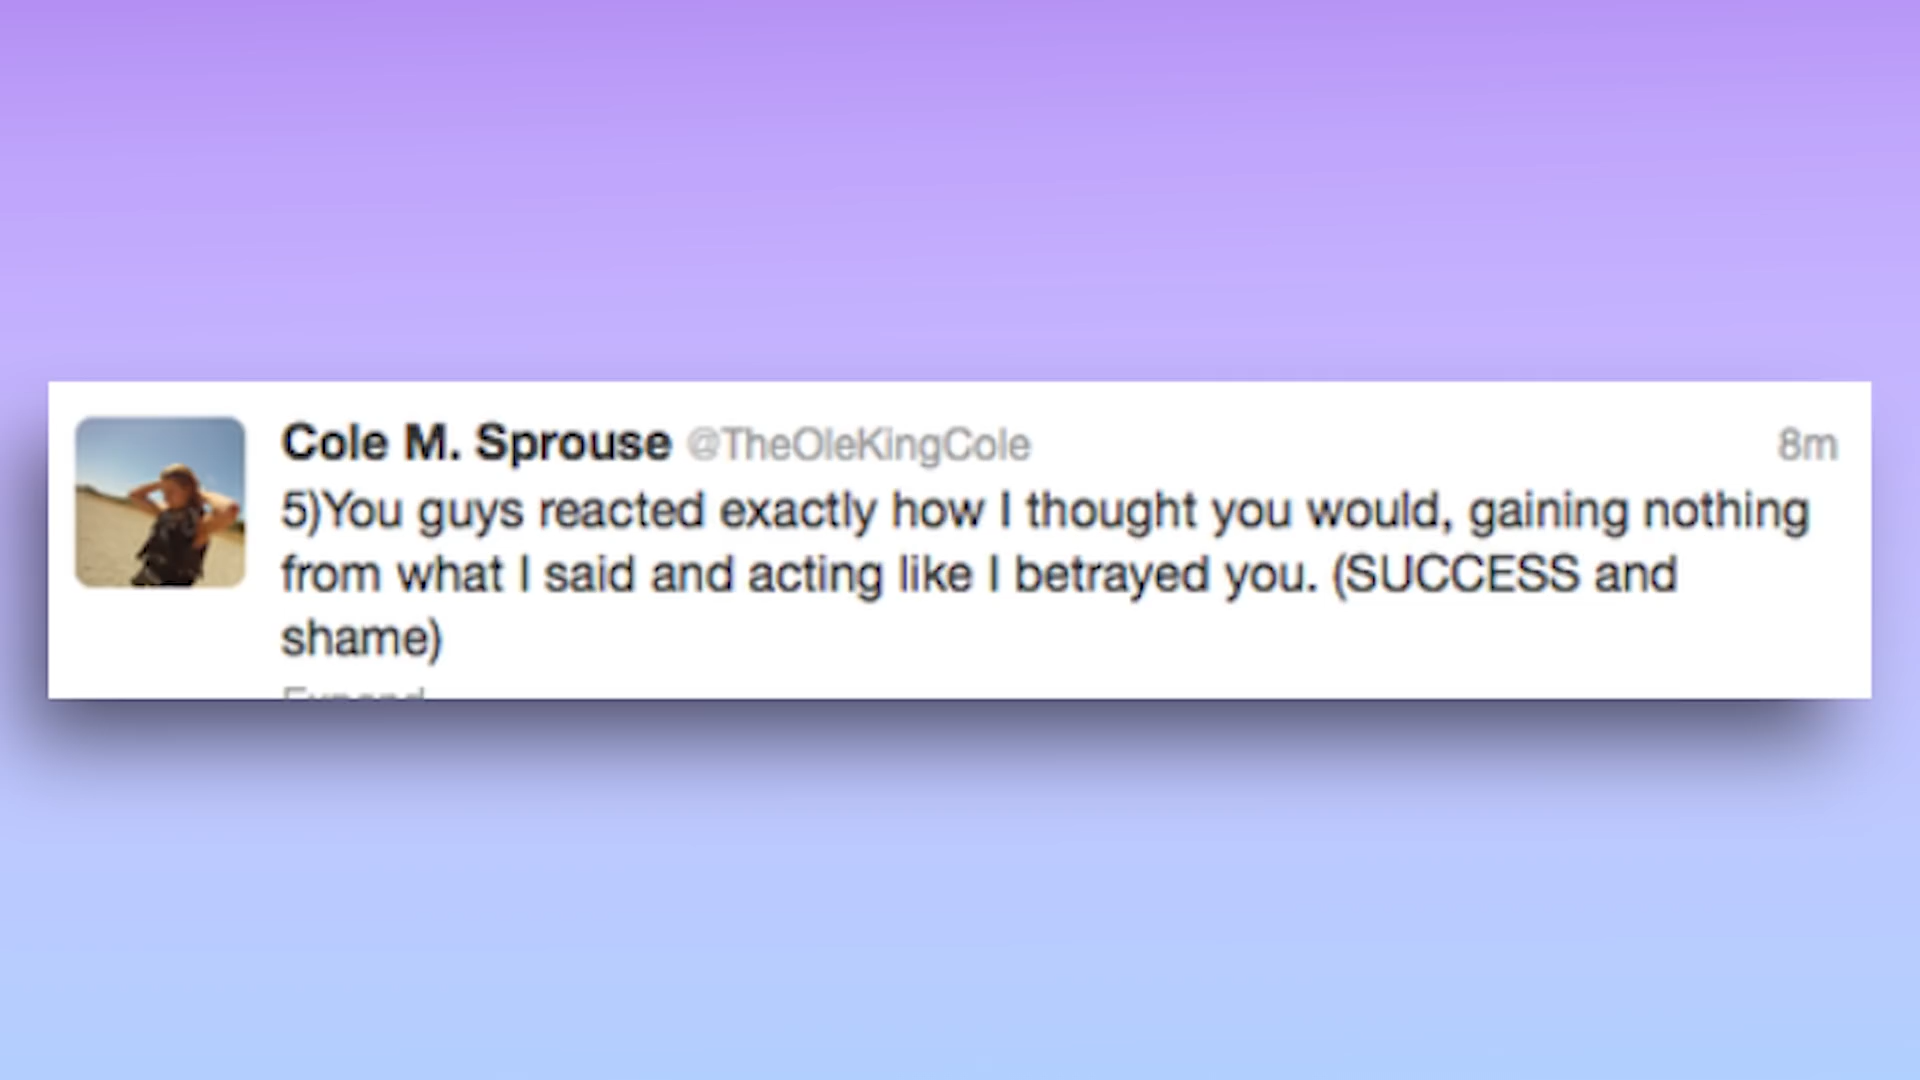 Cole M. Sprouse @TheOleKingCole 8m
5)You guys reacted exactly how I thought you would, gaining nothing
from what I said and acting like I betrayed you. (SUCCESS and
shame)
Expand